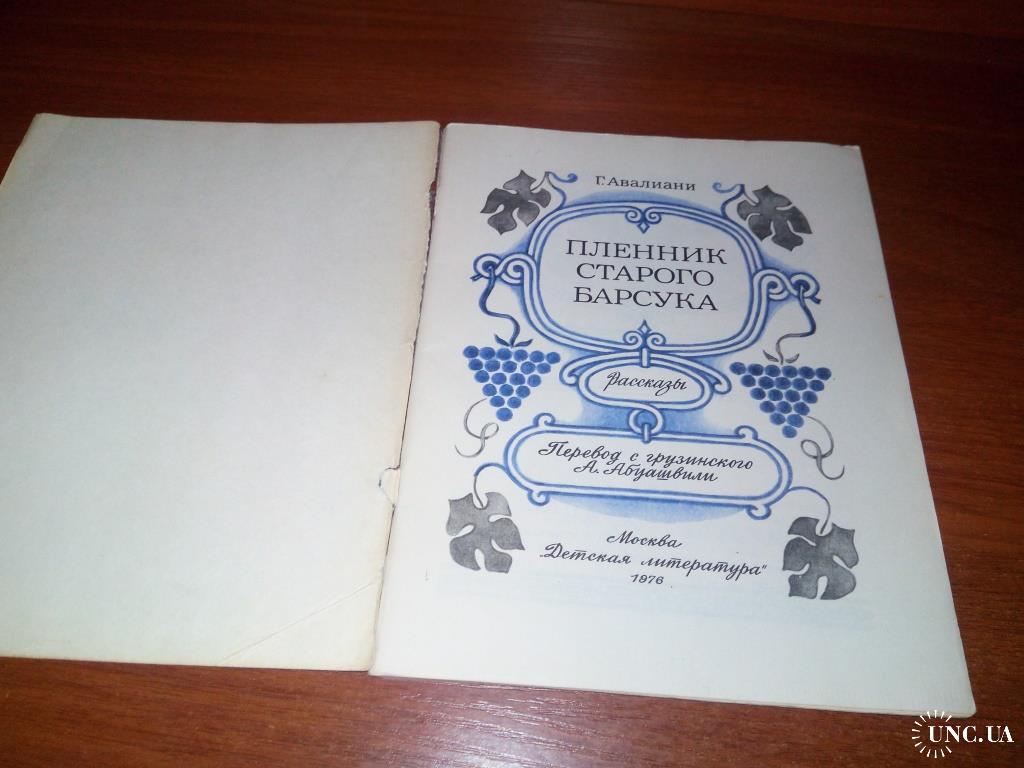 Г. Авалиани
ПЛЕННИК
СТАРОГО
БАРСУКА
Рассказы
Перевод с грузинского
А. Абуашвили
Москва
„Детская литература"
1976
UNC.UA